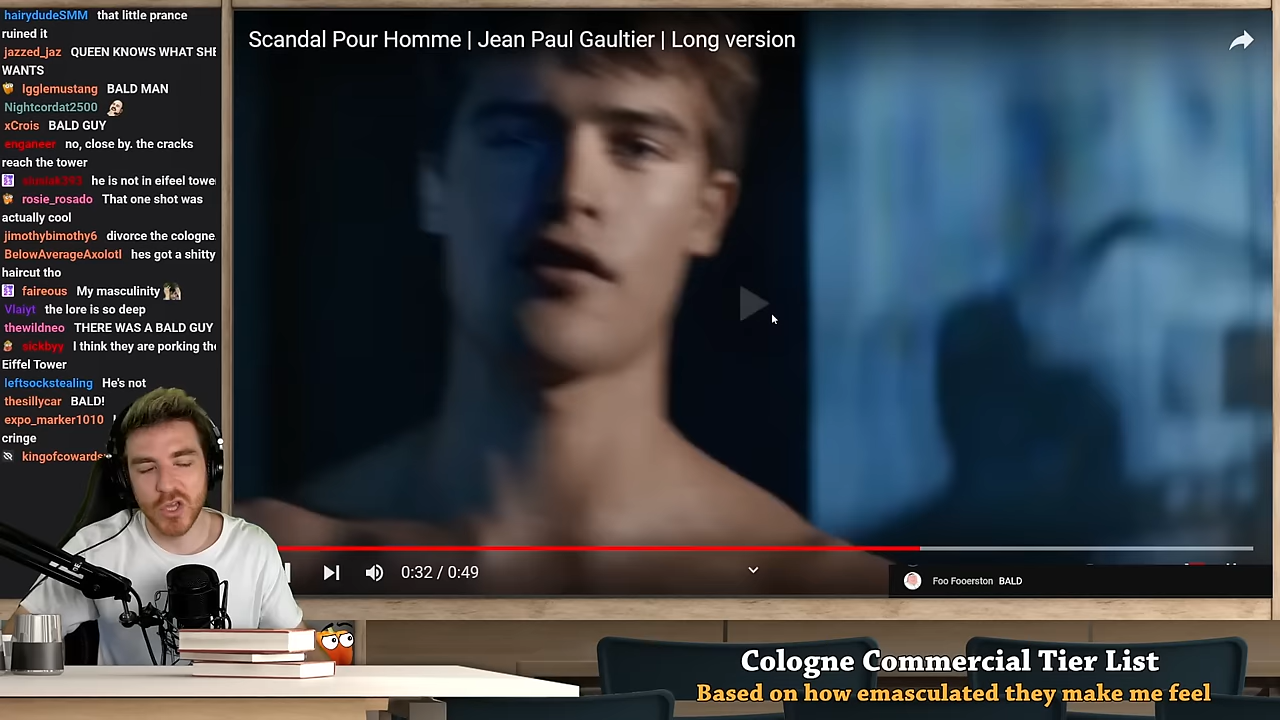 hairydudeSMM that little prance
ruined it
jazzed_jaz QUEEN KNOWS WHAT SHE
WANTS
Igglemustang BALD MAN
Nightcordat2500
xCrois BALD GUY
enganeer no, close by. the cracks
reach the tower
he is not in eifeel towe
rosie_rosado That one shot was
actually cool
jimothybimothy6 divorce the cologne.
BelowAverageAxolotl hes got a shitty
haircut tho
faireous My masculinity
Vlaiyt the lore is so deep
thewildneo THERE WAS A BALD GUY
sickbyy I think they are porking the
Eiffel Tower
leftsockstealing He's not
thesillycar BALD!
expo_marker1010
cringe
kingofcowards
Scandal Pour Homme | Jean Paul Gaultier | Long version
0:32 / 0:49
Foo Fooerston BALD
Cologne Commercial Tier List
Based on how emasculated they make me feel